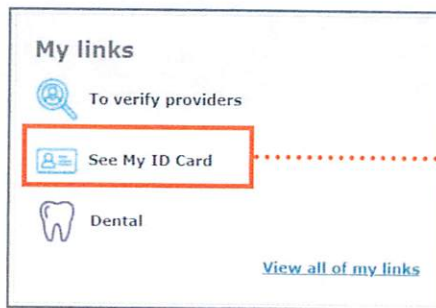 My links
To verify providers
See My ID Card
Dental
View all of my links